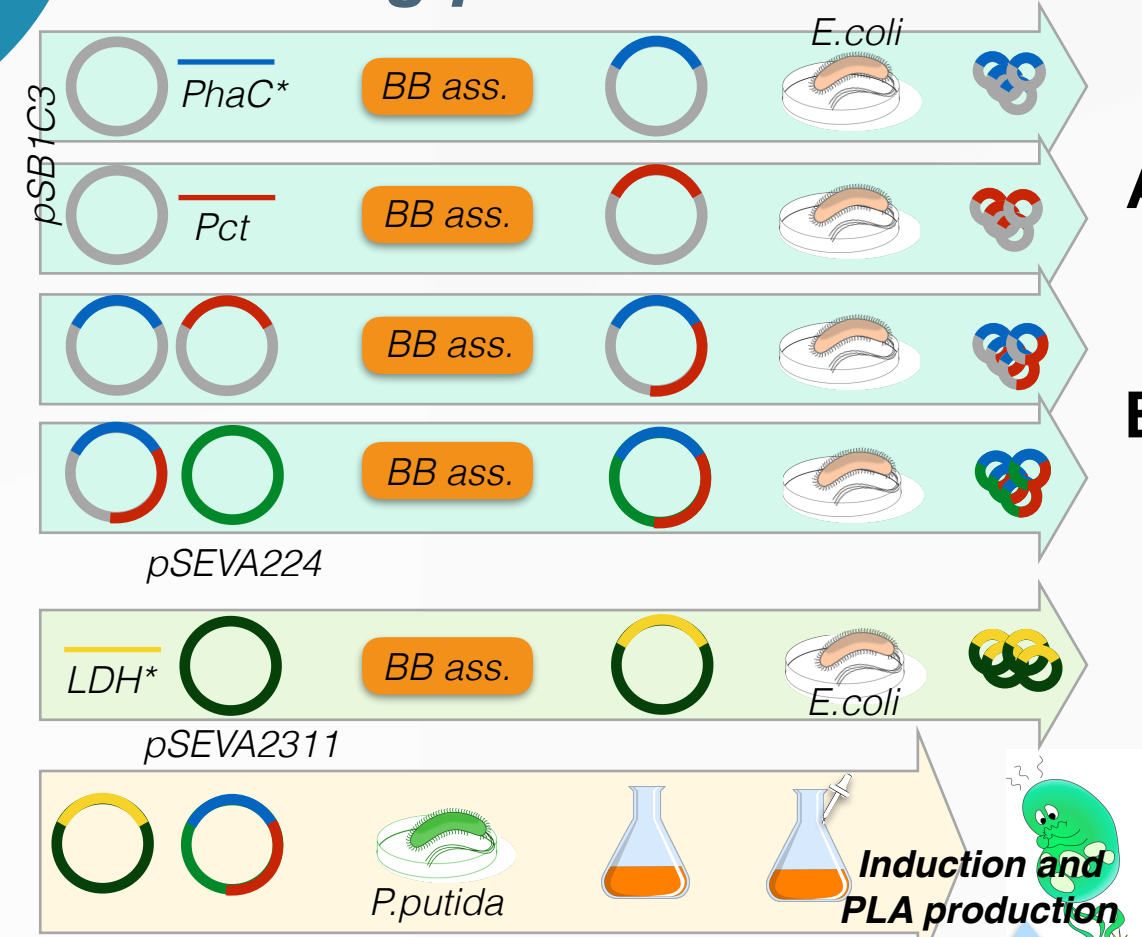 E.coli
pSB1C3
PhaC*
BB ass.
Pct
BB ass.
BB ass.
BB ass.
pSEVA224
LDH*
BB ass.
E.coli
pSEVA2311
P.putida
Induction and
PLA production